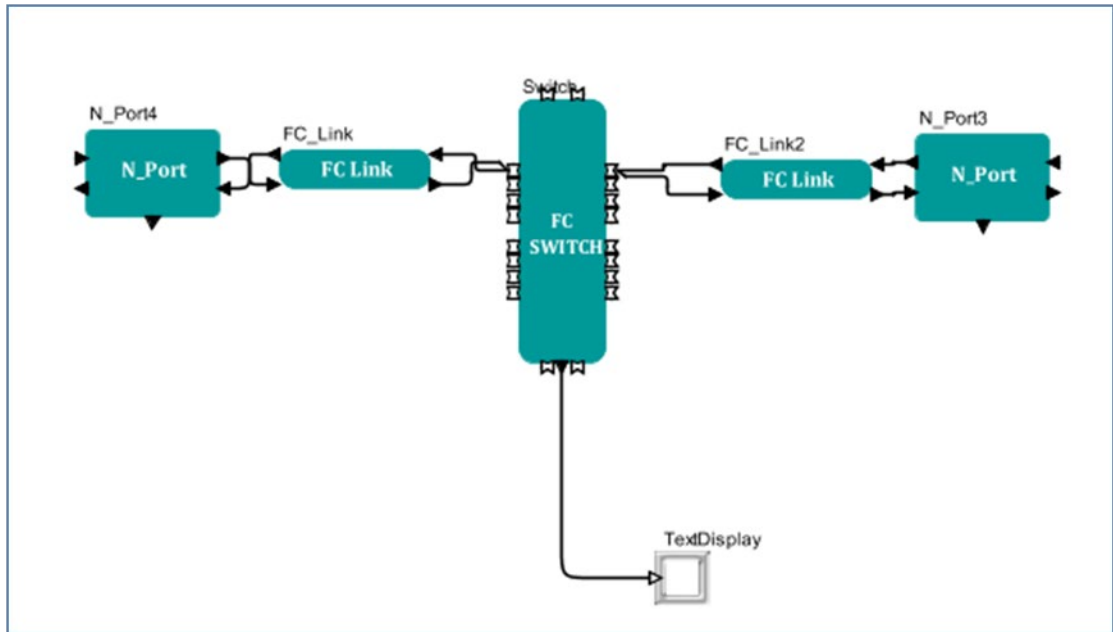 Switch
N_Port4
N_Port
FC_Link
FC Link
FC
SWITCH
FC_Link2
FC Link
N_Port3
N_Port
TextDisplay